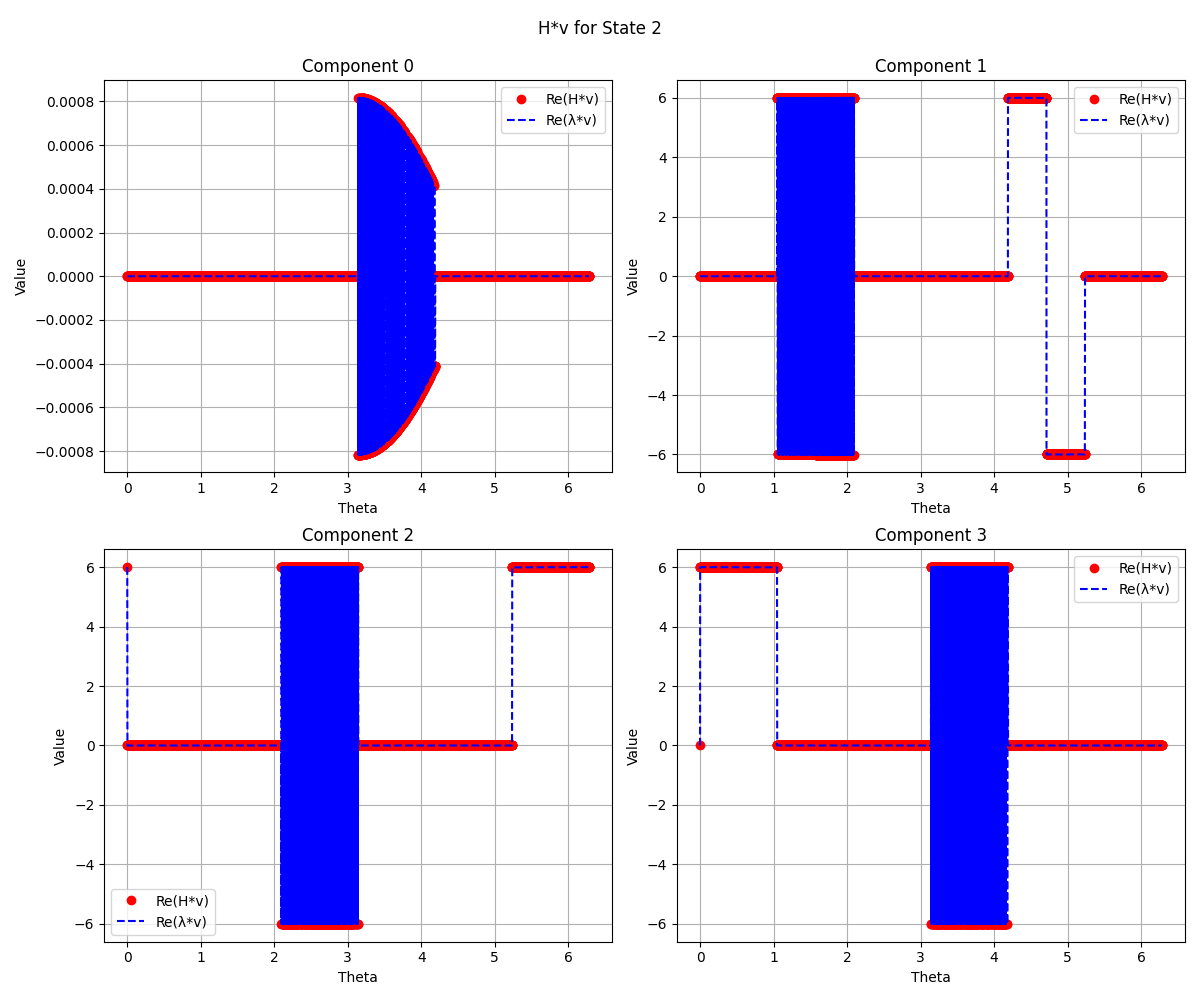 H*v for State 2
Component 0
0.0008
0.0006
0.0004
0.0002
0.0000
−0.0002
−0.0004
−0.0006
−0.0008
Value
0 1 2 3 4 5 6
Theta
Re(H*v)
Re(λ*v)
Component 1
6
4
2
0
−2
−4
−6
Value
0 1 2 3 4 5 6
Theta
Re(H*v)
Re(λ*v)
Component 2
6
4
2
0
−2
−4
−6
Value
0 1 2 3 4 5 6
Theta
Re(H*v)
Re(λ*v)
Component 3
6
4
2
0
−2
−4
−6
Value
0 1 2 3 4 5 6
Theta
Re(H*v)
Re(λ*v)